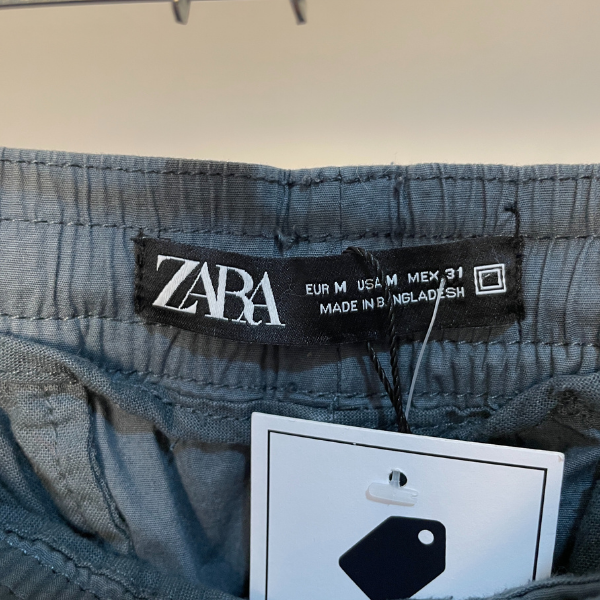 ZARA
EUR M USA M MEX 31
MADE IN BANGLADESH